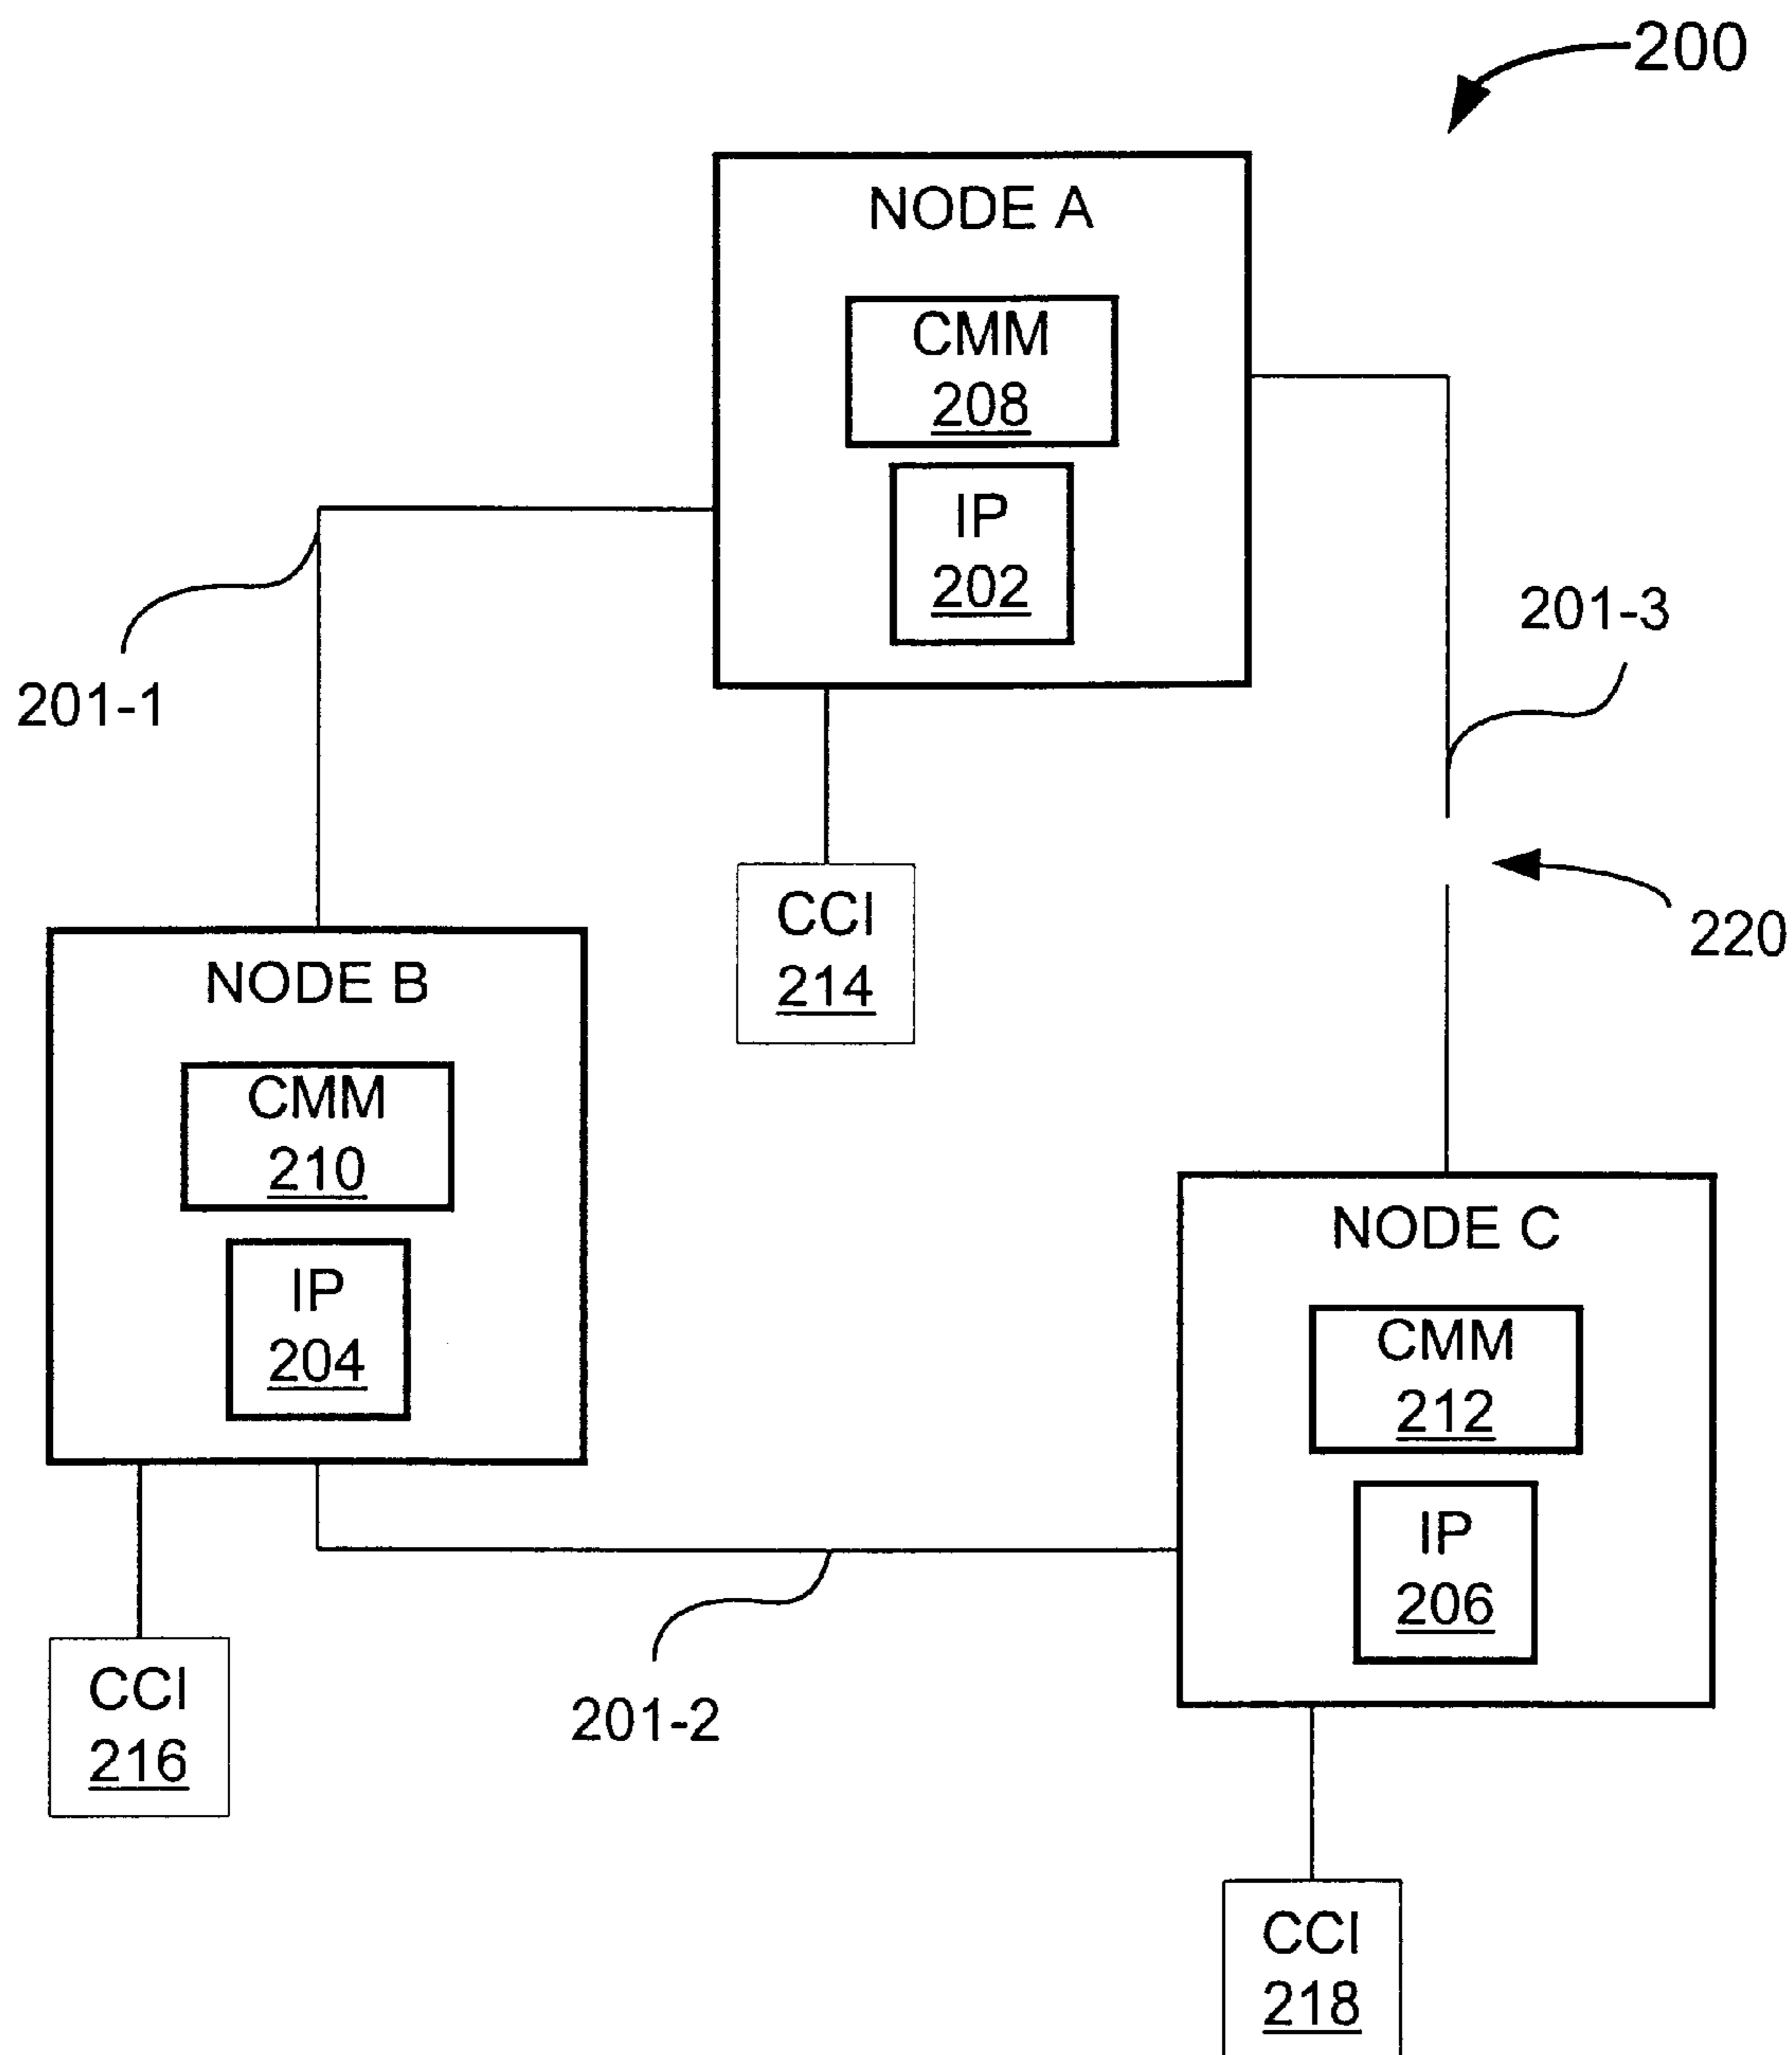 200
NODE A
CMM
208
IP
202
201-1
201-3
CCI
214
220
NODE B
CMM
210
IP
204
NODE C
CMM
212
IP
206
CCI
216
201-2
CCI
218